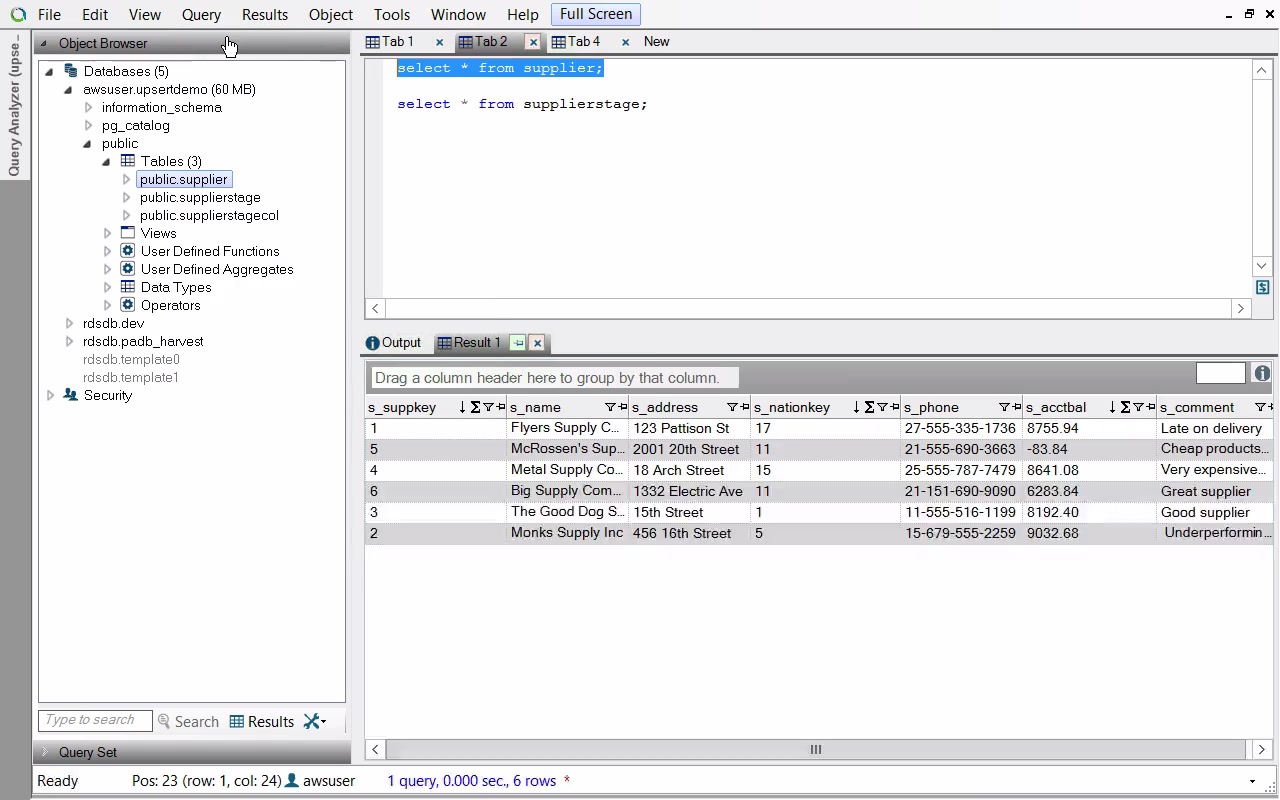 File Edit View Query Results Object Tools Window Help Full Screen
Query Analyzer (upse...
Object Browser
Databases (5)
awsuser.upsertdemo (60 MB)
information_schema
pg_catalog
public
Tables (3)
public.supplier
public.supplierstage
public.supplierstagecol
Views
User Defined Functions
User Defined Aggregates
Data Types
Operators
rdsdb.dev
rdsdb.padb_harvest
rdsdb.template0
rdsdb.template1
Security
Type to search Search Results
Query Set
Tab 1 Tab 2 Tab 4 New
select * from supplier;
select * from supplierstage;
Output Result 1
Drag a column header here to group by that column.
s_suppkey s_name s_address s_nationkey s_phone s_acctbal s_comment
1 Flyers Supply C... 123 Pattison St 17 27-555-335-1736 8755.94 Late on delivery
5 McRossen's Sup... 2001 20th Street 11 21-555-690-3663 -83.84 Cheap products...
4 Metal Supply Co... 18 Arch Street 15 25-555-787-7479 8641.08 Very expensive...
6 Big Supply Com... 1332 Electric Ave 11 21-151-690-9090 6283.84 Great supplier
3 The Good Dog S... 15th Street 1 11-555-516-1199 8192.40 Good supplier
2 Monks Supply Inc 456 16th Street 5 15-679-555-2259 9032.68 Underperformin...
Ready Pos: 23 (row: 1, col: 24) awsuser 1 query, 0.000 sec., 6 rows *